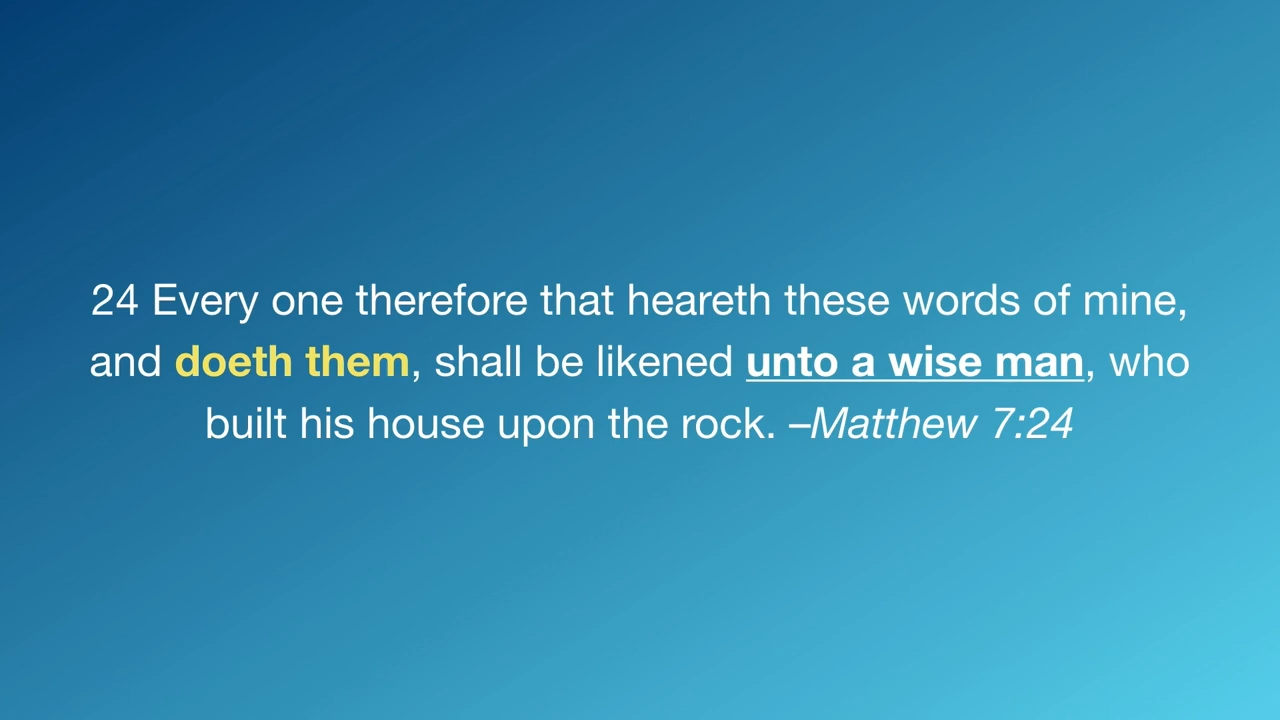 24 Every one therefore that heareth these words of mine,
and doeth them, shall be likened unto a wise man, who
built his house upon the rock. –Matthew 7:24